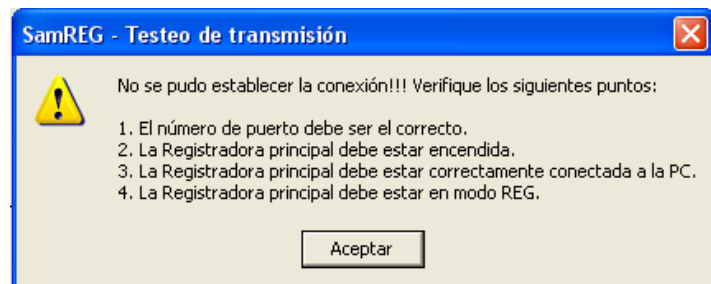 SamREG - Testeo de transmisión
No se pudo establecer la conexión!!! Verifique los siguientes puntos:
1. El número de puerto debe ser el correcto.
2. La Registradora principal debe estar encendida.
3. La Registradora principal debe estar correctamente conectada a la PC.
4. La Registradora principal debe estar en modo REG.
Aceptar